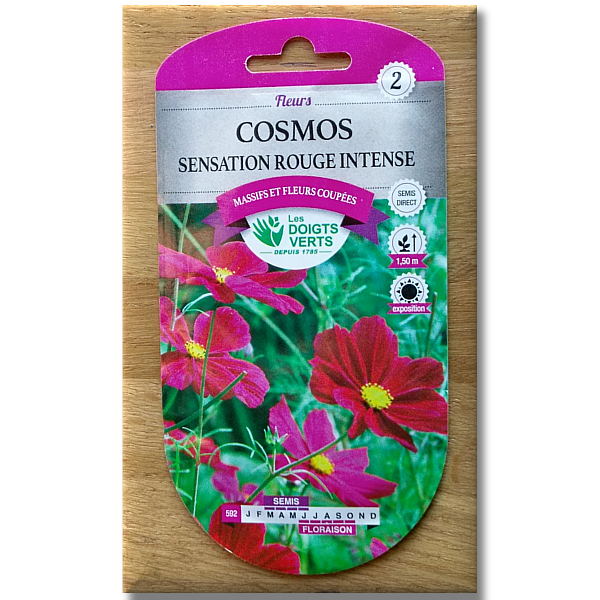 2
Fleurs
COSMOS
SENSATION ROUGE INTENSE
MASSIFS ET FLEURS COUPÉES
Les
DOIGTS
VERTS
DEPUIS 1785
SEMIS
DIRECT
1,50 m
exposition
SEMIS
592 J F M A M J J A S O N D
FLORAISON